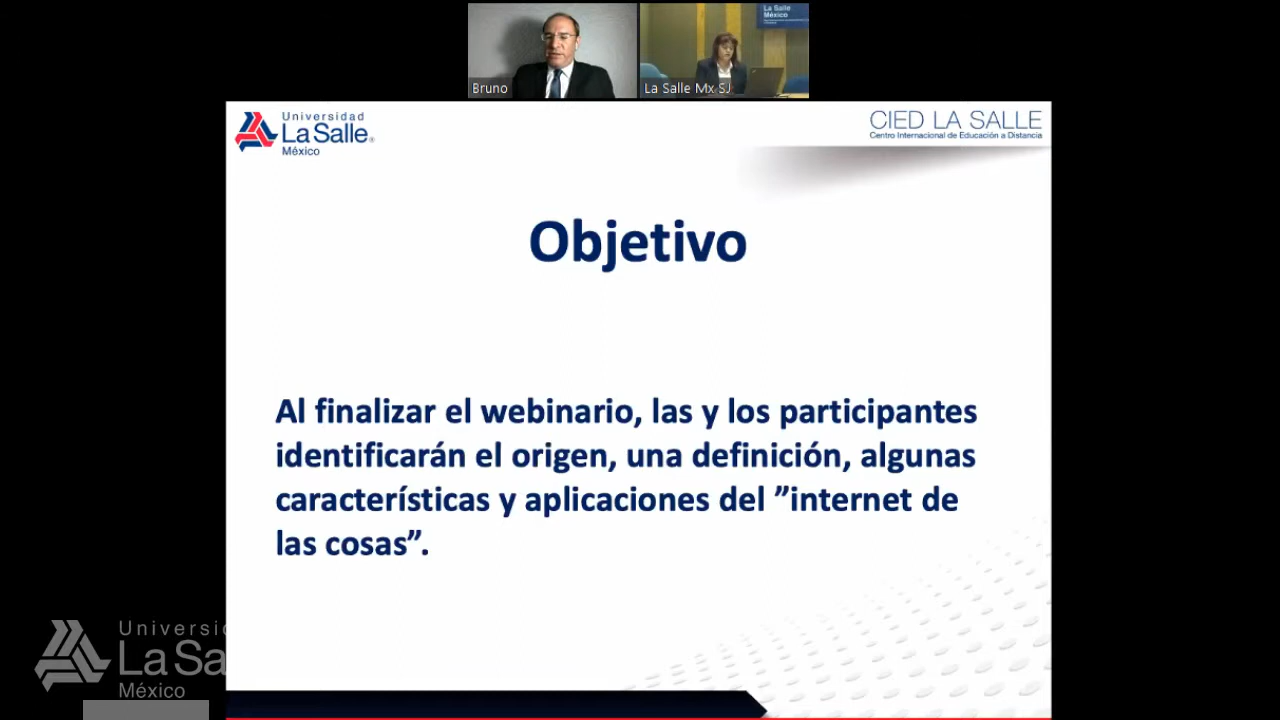 La Salle
México
Bruno
La Salle Mx SJ
Universidad
La Salle®
México
CIED LA SALLE
Centro Internacional de Educación a Distancia
Objetivo
Al finalizar el webinario, las y los participantes
identificarán el origen, una definición, algunas
características y aplicaciones del ”internet de
las cosas”.
Universid
La Sa
México